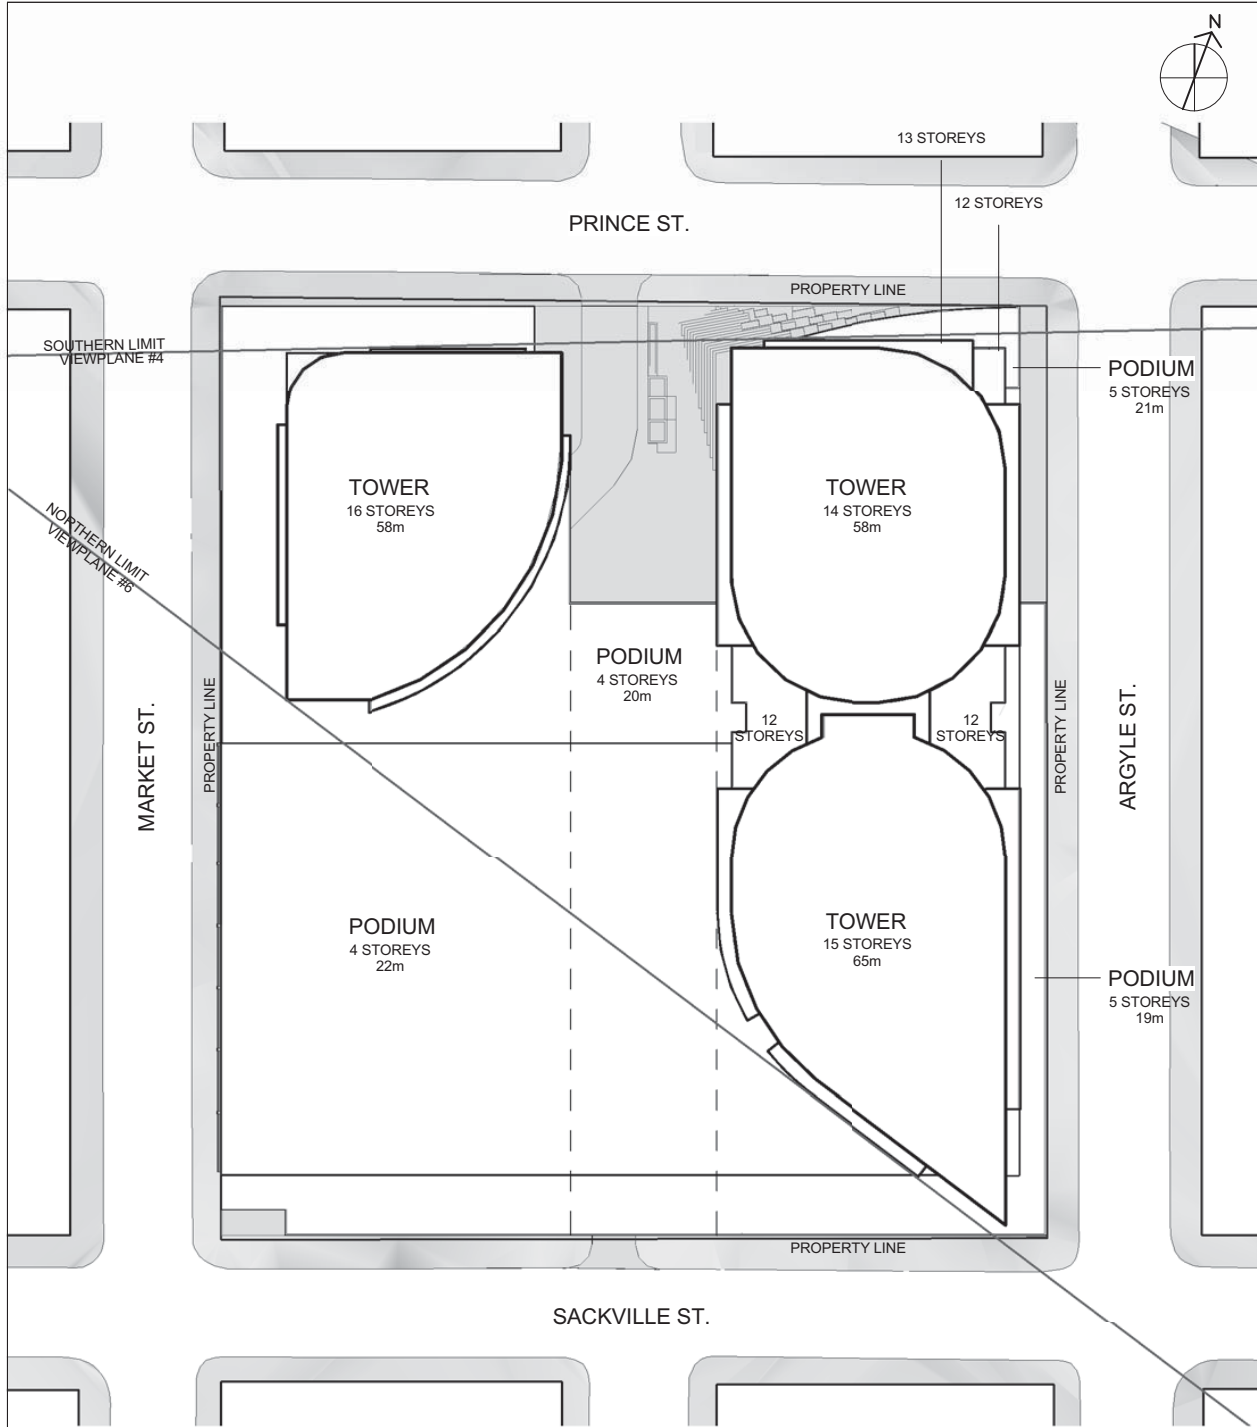 N
13 STOREYS
12 STOREYS
PRINCE ST.
PROPERTY LINE
SOUTHERN LIMIT
VIEWPLANE #4
PODIUM
5 STOREYS
21m
TOWER
16 STOREYS
58m
TOWER
14 STOREYS
58m
NORTHERN LIMIT
VIEWPLANE #6
PODIUM
4 STOREYS
20m
MARKET ST.
PROPERTY LINE
12
STOREYS
12
STOREYS
PROPERTY LINE
ARGYLE ST.
PODIUM
4 STOREYS
22m
TOWER
15 STOREYS
65m
PODIUM
5 STOREYS
19m
PROPERTY LINE
SACKVILLE ST.